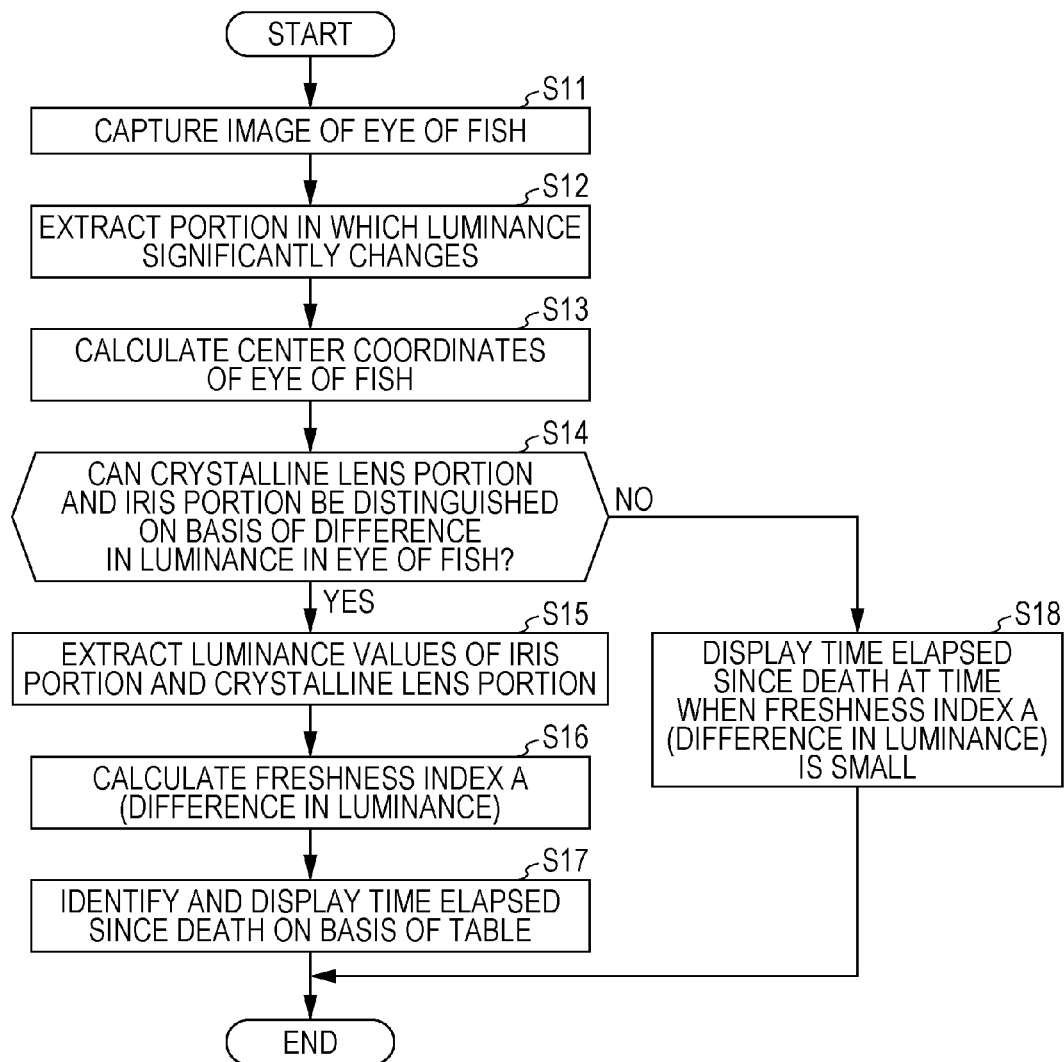 START
S11
CAPTURE IMAGE OF EYE OF FISH
S12
EXTRACT PORTION IN WHICH LUMINANCE
SIGNIFICANTLY CHANGES
S13
CALCULATE CENTER COORDINATES
OF EYE OF FISH
S14
CAN CRYSTALLINE LENS PORTION
AND IRIS PORTION BE DISTINGUISHED
ON BASIS OF DIFFERENCE
IN LUMINANCE IN EYE OF FISH?
NO
YES
S15
EXTRACT LUMINANCE VALUES OF IRIS
PORTION AND CRYSTALLINE LENS PORTION
S18
DISPLAY TIME ELAPSED
SINCE DEATH AT TIME
WHEN FRESHNESS INDEX A
(DIFFERENCE IN LUMINANCE)
IS SMALL
S16
CALCULATE FRESHNESS INDEX A
(DIFFERENCE IN LUMINANCE)
S17
IDENTIFY AND DISPLAY TIME ELAPSED
SINCE DEATH ON BASIS OF TABLE
END